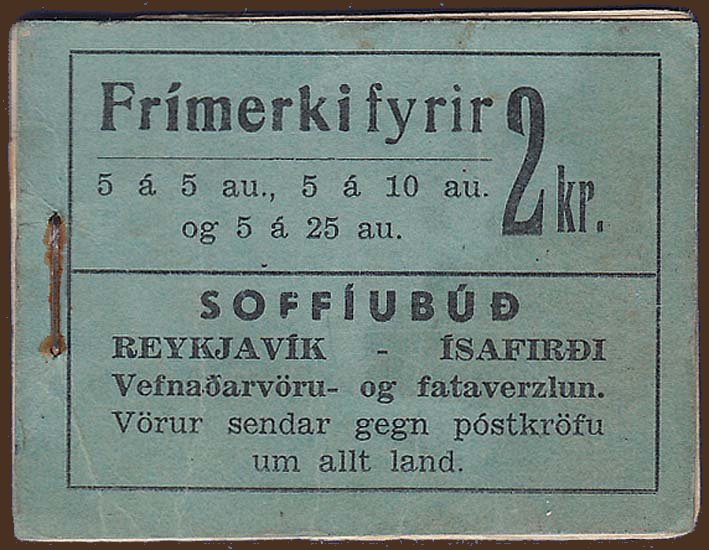 Frímerki fyrir 2 kr.
5 á 5 au., 5 á 10 au.
og 5 á 25 au.
SOFFÍUBÚÐ
REYKJAVÍK - ÍSAFIRÐI
Vefnaðarvöru- og fataverzlun.
Vörur sendar gegn póstkröfu
um allt land.